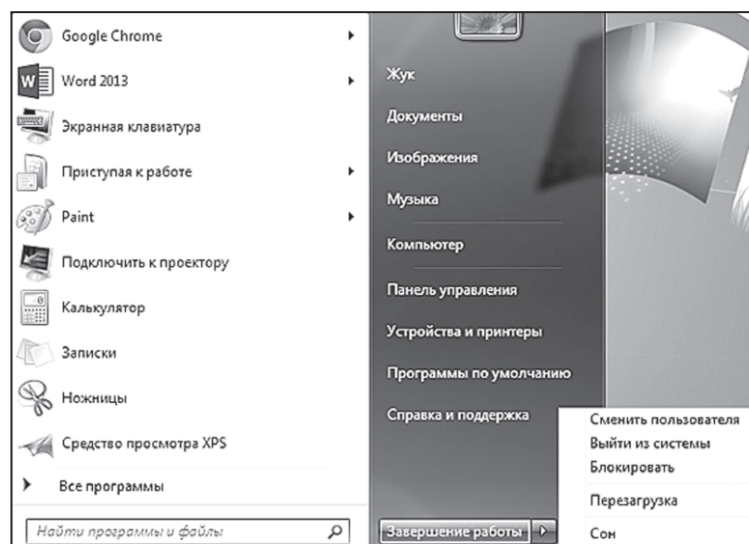 Google Chrome
Word 2013
Экранная клавиатура
Приступая к работе
Paint
Подключить к проектору
Калькулятор
Записки
Ножницы
Средство просмотра XPS
Все программы
Найти программы и файлы
Жук
Документы
Изображения
Музыка
Компьютер
Панель управления
Устройства и принтеры
Программы по умолчанию
Справка и поддержка
Завершение работы
Сменить пользователя
Выйти из системы
Блокировать
Перезагрузка
Сон